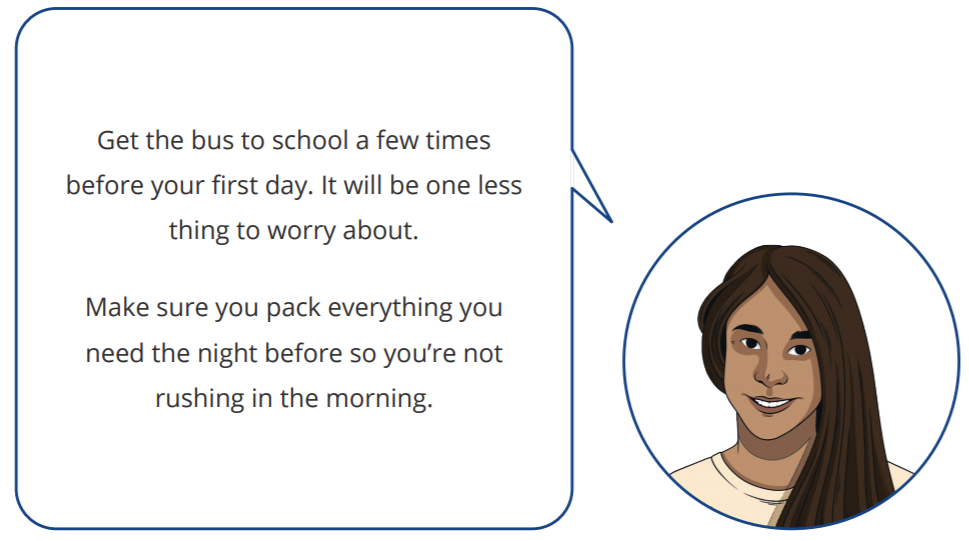 Get the bus to school a few times
before your first day. It will be one less
thing to worry about.
Make sure you pack everything you
need the night before so you’re not
rushing in the morning.